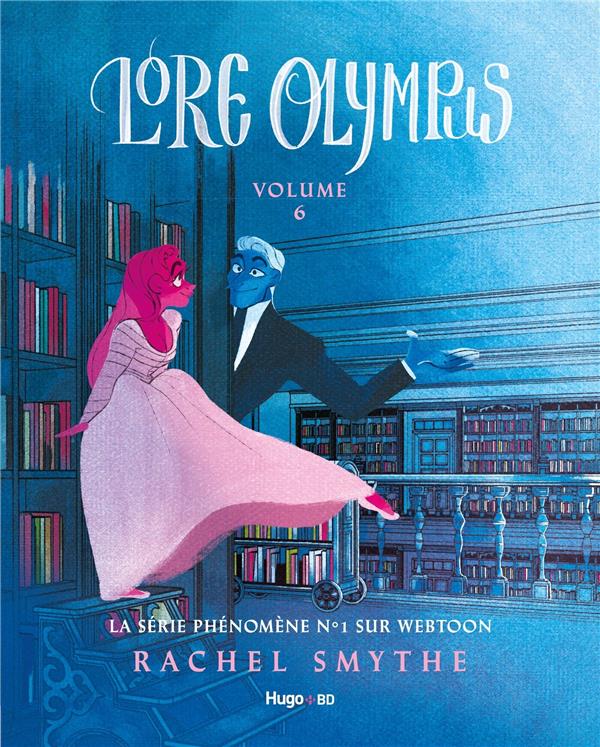 LORE OLYMPUS
VOLUME
6
LA SÉRIE PHÉNOMÈNE N°1 SUR WEBTOON
RACHEL SMYTHE
Hugo+BD